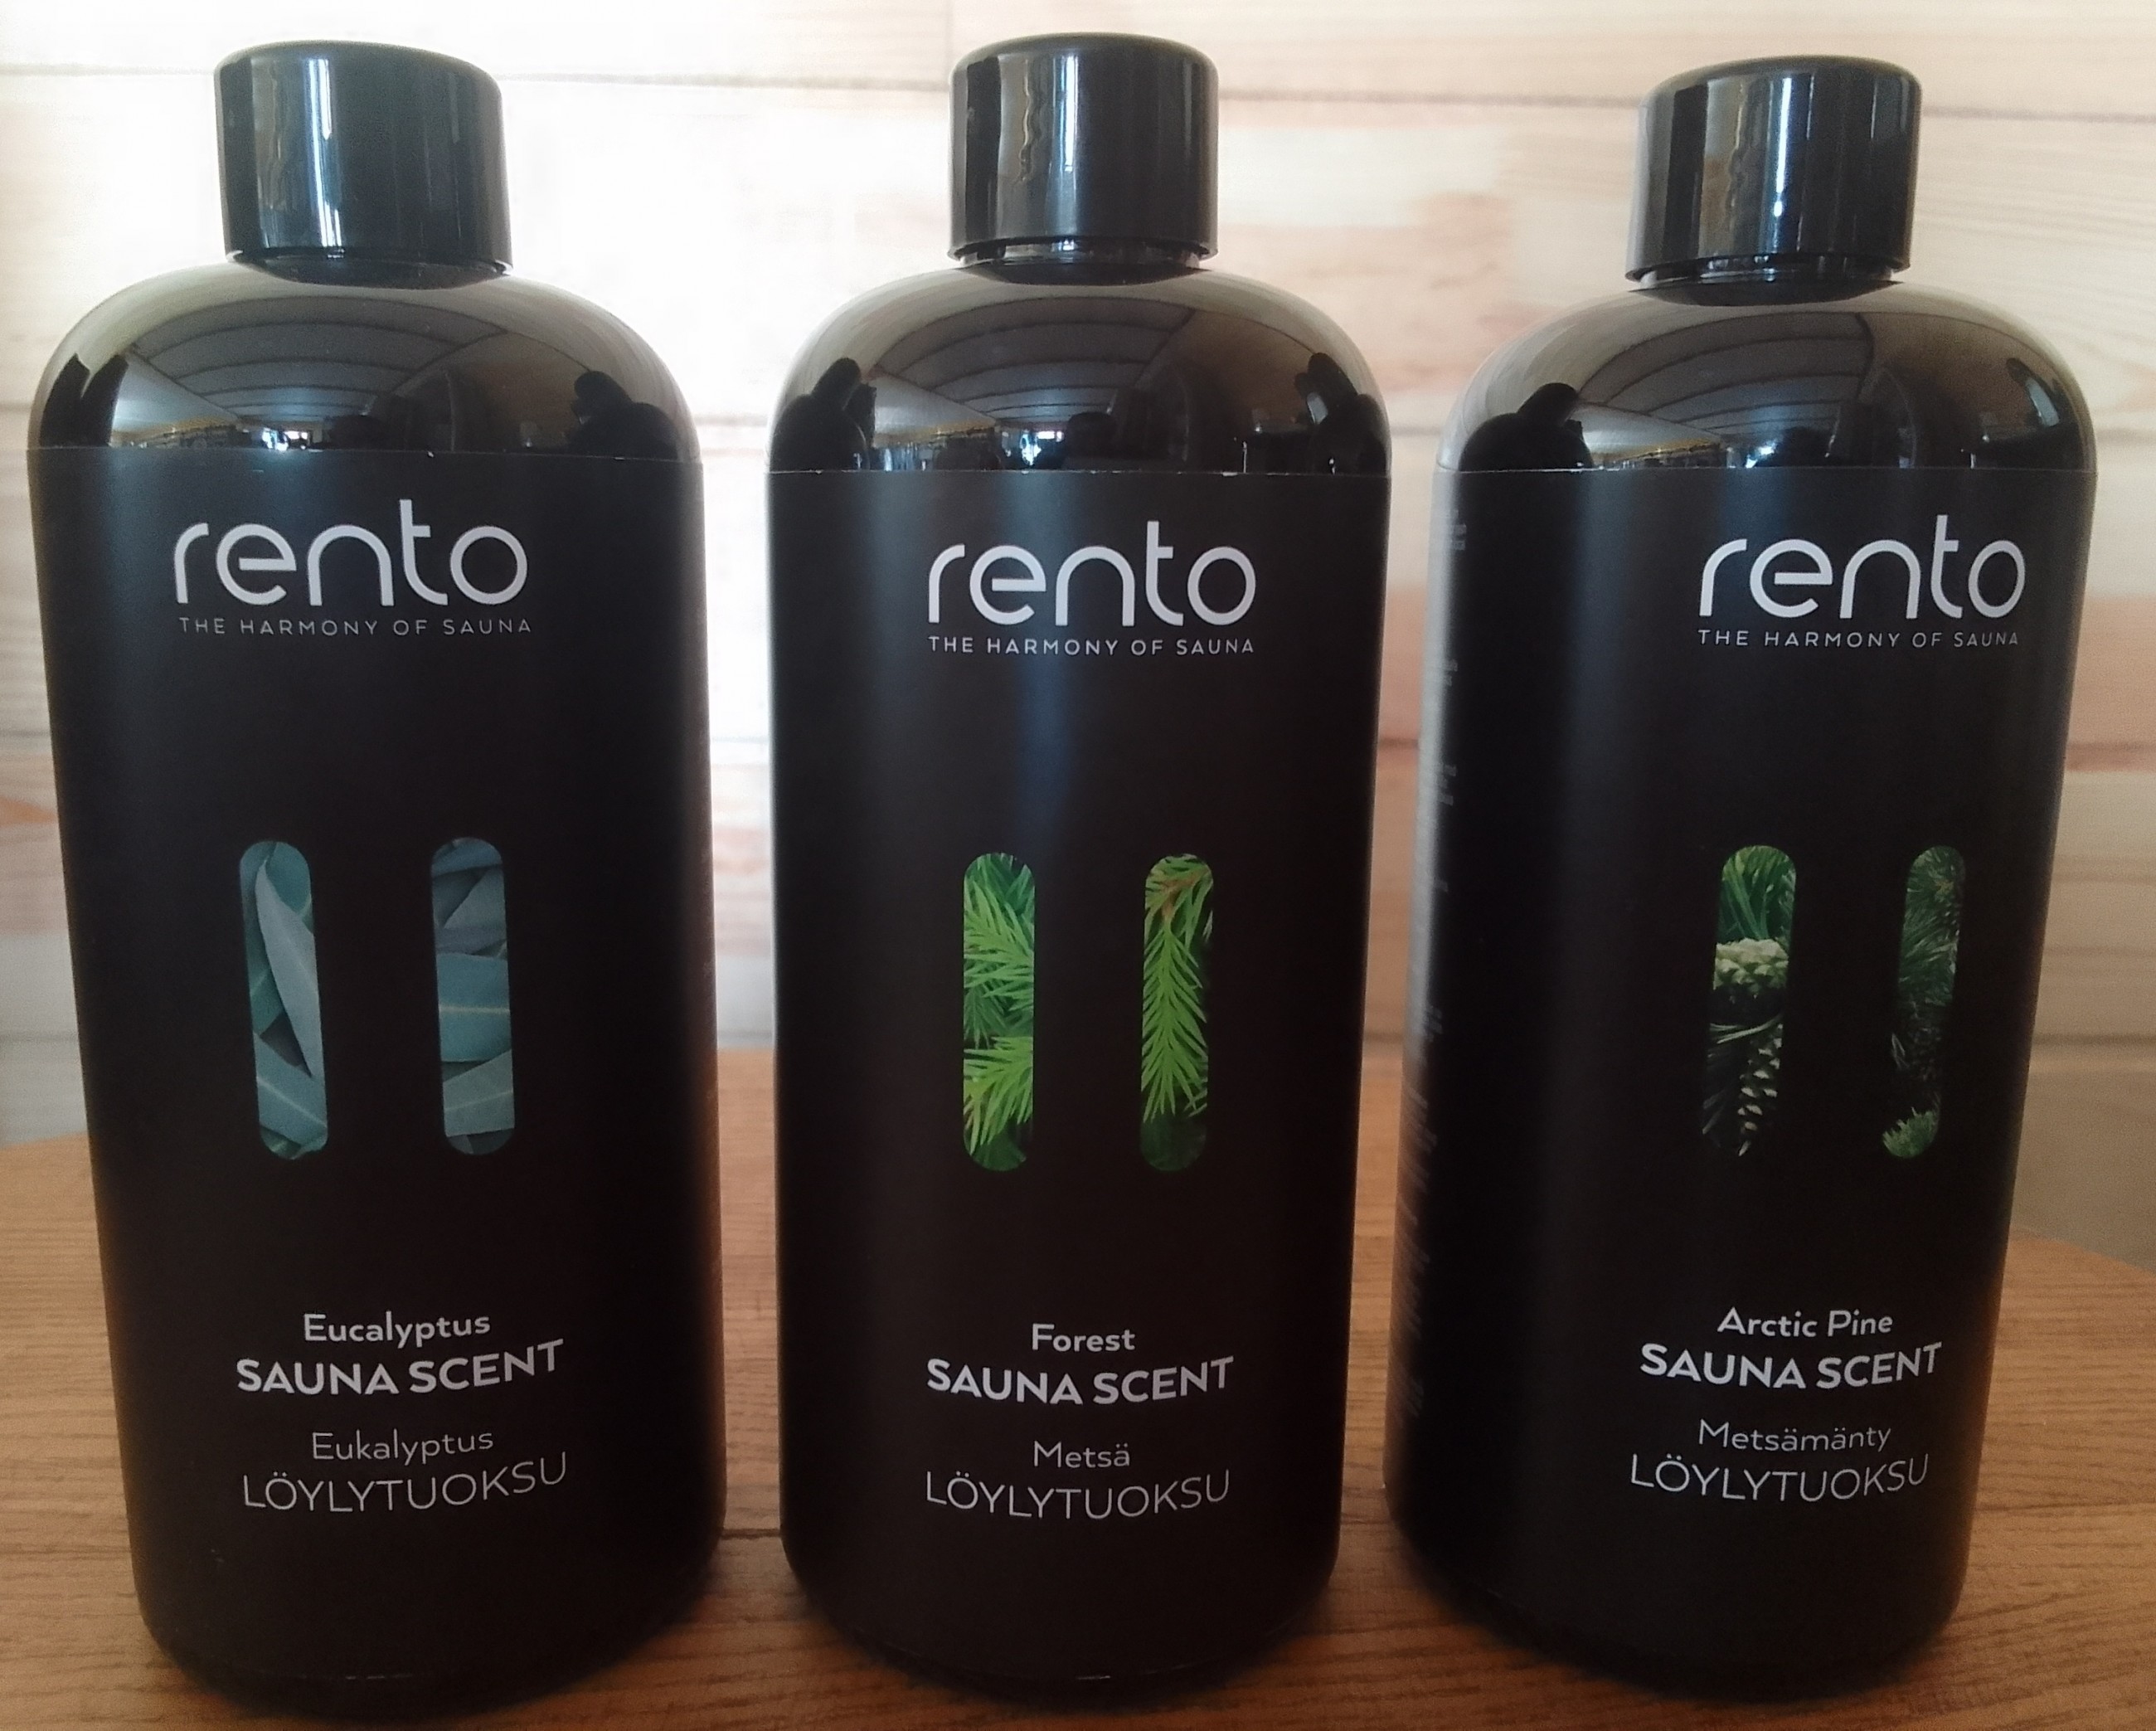 rento
THE HARMONY OF SAUNA
Eucalyptus
SAUNA SCENT
Eukalyptus
LÖYLYTUOKSU
rento
THE HARMONY OF SAUNA
Forest
SAUNA SCENT
Metsä
LÖYLYTUOKSU
rento
THE HARMONY OF SAUNA
Arctic Pine
SAUNA SCENT
Metsämänty
LÖYLYTUOKSU